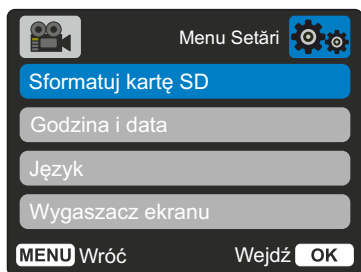 Menu Setări
Sformatuj kartę SD
Godzina i data
Język
Wygaszacz ekranu
MENU Wróć Wejdź OK